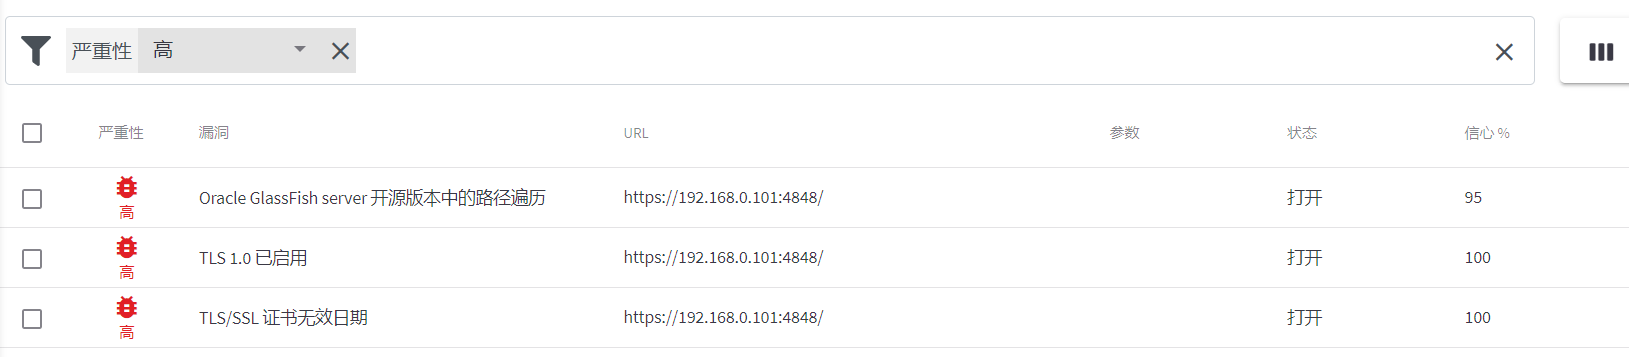 严重性 高
严重性 漏洞 URL 参数 状态 信心 %
高 Oracle GlassFish server 开源版本中的路径遍历 https://192.168.0.101:4848/ 打开 95
高 TLS 1.0 已启用 https://192.168.0.101:4848/ 打开 100
高 TLS/SSL 证书无效日期 https://192.168.0.101:4848/ 打开 100